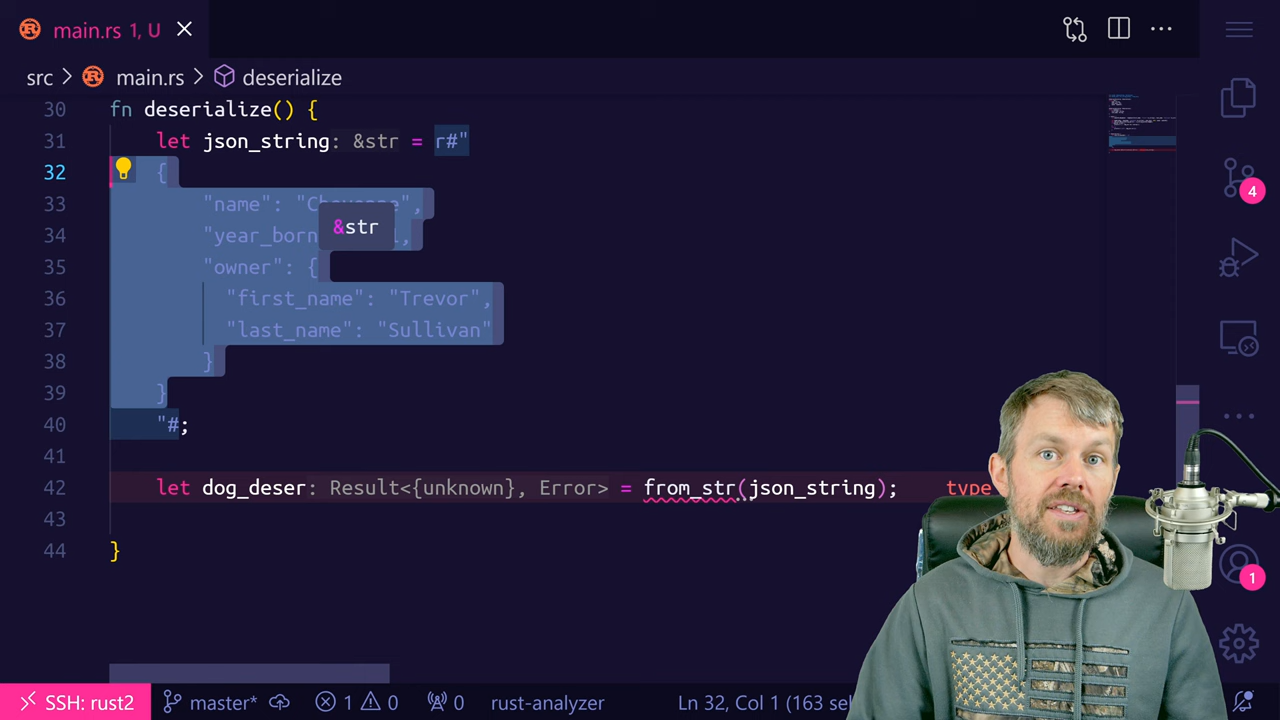 main.rs 1, U
src > main.rs > deserialize
30 fn deserialize() {
31 let json_string: &str = r#"
32 {
33 "name": "Cheyenne",
&str
34 "year_born
35 "owner": {
36 "first_name": "Trevor",
37 "last_name": "Sullivan"
38 }
39 }
40 "#;
41
42 let dog_deser: Result<{unknown}, Error> = from_str(json_string); type
43
44 }
4
1
SSH: rust2 master* 1 0 0 rust-analyzer Ln 32, Col 1 (163 sel